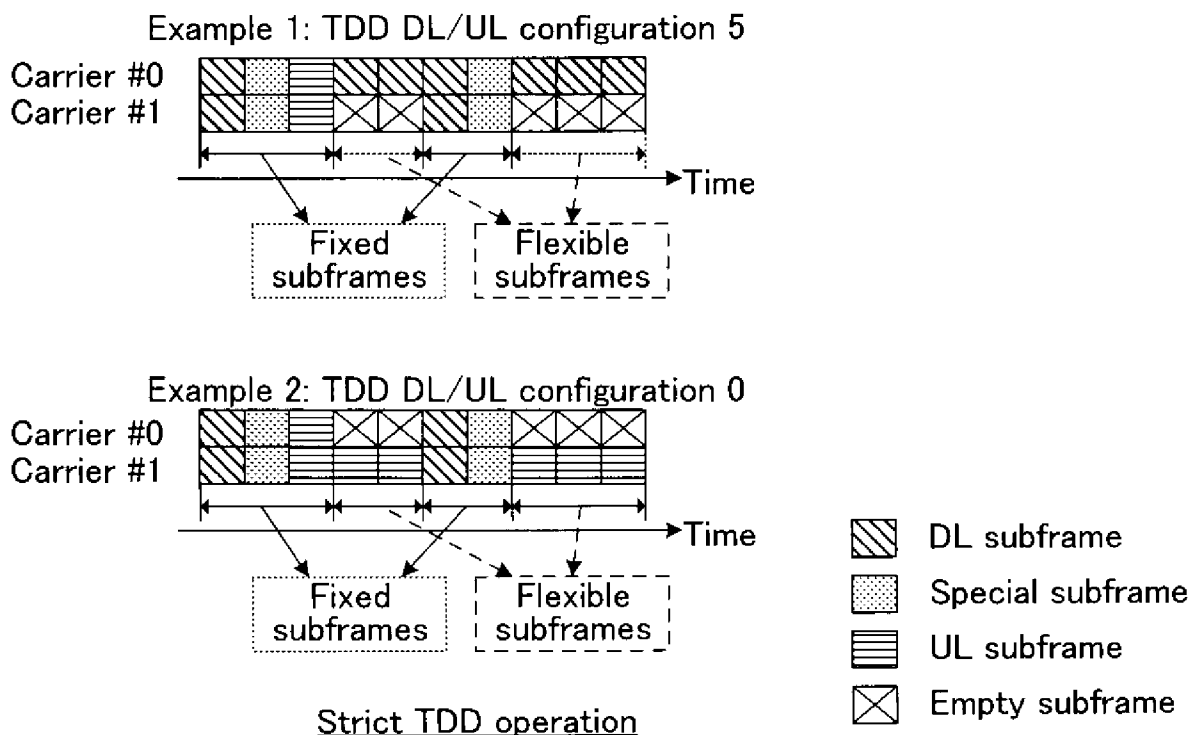 Example 1: TDD DL/UL configuration 5
Carrier #0
Carrier #1
Time
Fixed
subframes
Flexible
subframes
Example 2: TDD DL/UL configuration 0
Carrier #0
Carrier #1
Time
Fixed
subframes
Flexible
subframes
DL subframe
Special subframe
UL subframe
Empty subframe
Strict TDD operation